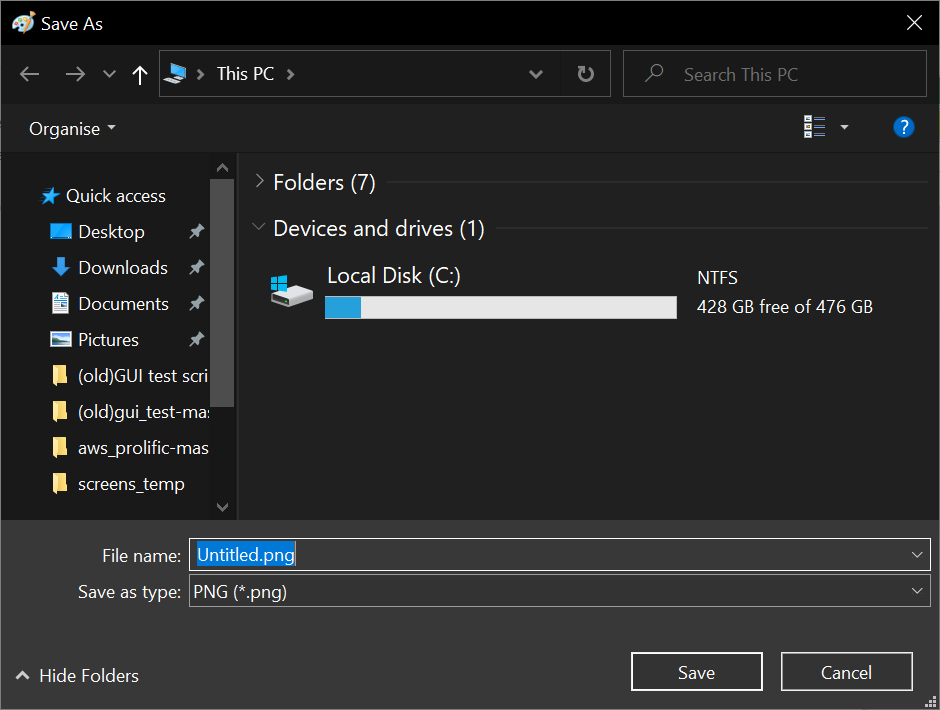 Save As
This PC
Search This PC
Organise
?
Quick access
Desktop
Downloads
Documents
Pictures
(old)GUI test scri
(old)gui_test-mas
aws_prolific-mas
screens_temp
Folders (7)
Devices and drives (1)
Local Disk (C:)
NTFS
428 GB free of 476 GB
File name: Untitled.png
Save as type: PNG (*.png)
Hide Folders
Save
Cancel